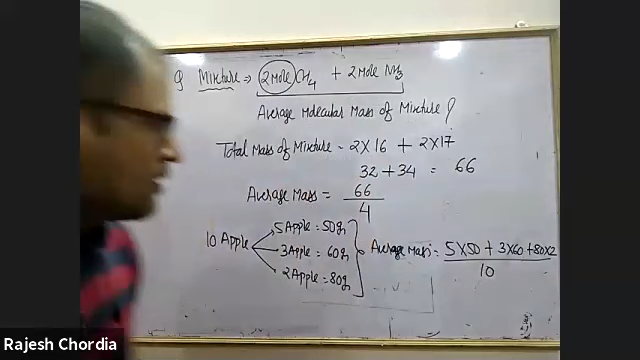 Q Mixture ⇒ 2 Mole CH4 + 2 Mole NH3
Average Molecular Mass of Mixture ?
Total Mass of Mixture = 2 X 16 + 2 X 17
32 + 34 = 66
Average Mass = 66
4
10 Apple
5 Apple = 50g
3 Apple = 60g
2 Apple = 80g
Average Mass = 5 X 50 + 3 X 60 + 80 X 2
10
Rajesh Chordia